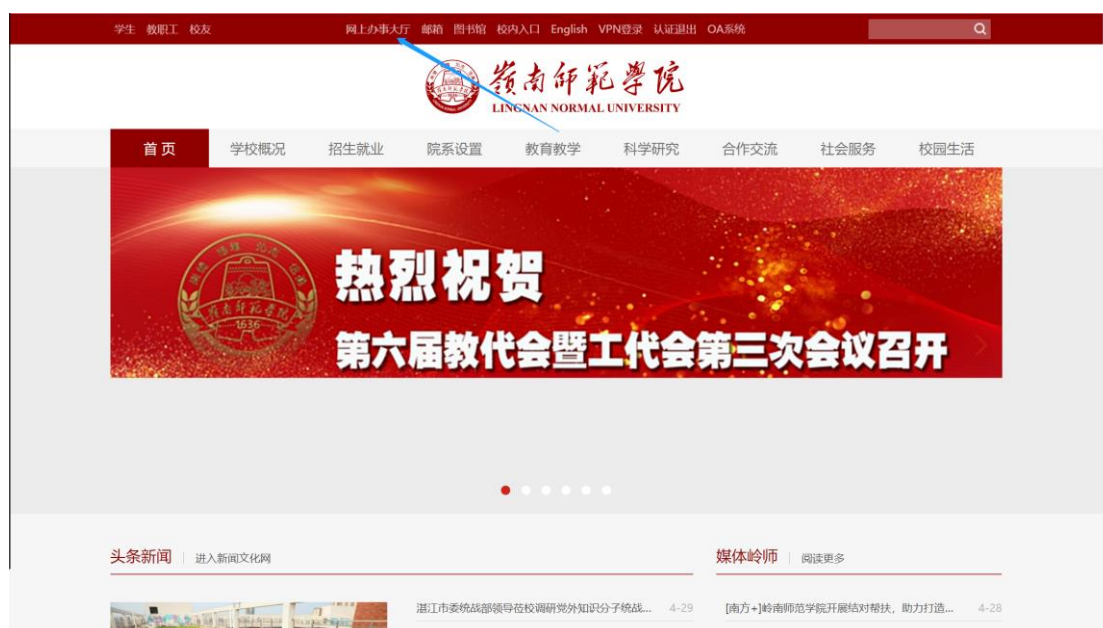 学生 教职工 校友 网上办事大厅 邮箱 图书馆 校内入口 English VPN登录 认证退出 OA系统
嶺南師範學院
LINGNAN NORMAL UNIVERSITY
首页 学校概况 招生就业 院系设置 教育教学 科学研究 合作交流 社会服务 校园生活
热烈祝贺
1636
第六届教代会暨工代会第三次会议召开
头条新闻 进入新闻文化网 媒体岭师 阅读更多
湛江市委统战部领导莅校调研党外知识分子统战... 4-29 [南方+]岭南师范学院开展结对帮扶，助力打造... 4-28